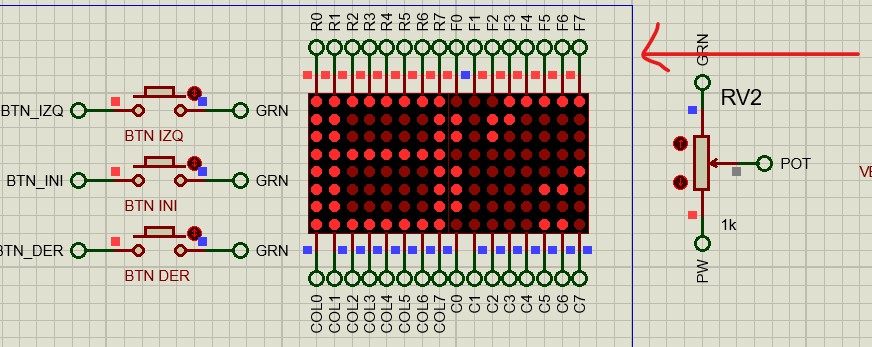 R0 R1 R2 R3 R4 R5 R6 R7 F0 F1 F2 F3 F4 F5 F6 F7
GRN
RV2
BTN_IZQ
GRN
BTN IZQ
POT
BTN_INI
GRN
BTN INI
1k
BTN_DER
GRN
BTN DER
PW
COL0 COL1 COL2 COL3 COL4 COL5 COL6 COL7 C0 C1 C2 C3 C4 C5 C6 C7